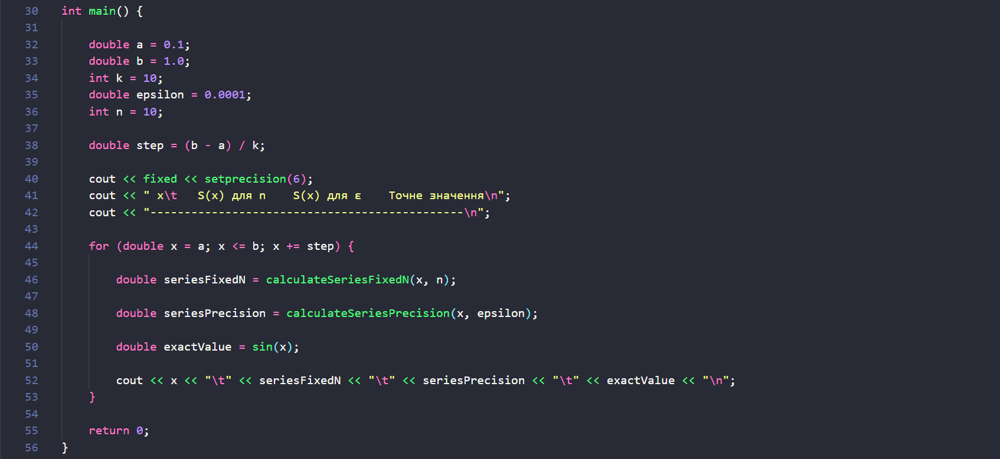 30 int main() {
31
32     double a = 0.1;
33     double b = 1.0;
34     int k = 10;
35     double epsilon = 0.0001;
36     int n = 10;
37
38     double step = (b - a) / k;
39
40     cout << fixed << setprecision(6);
41     cout << " x\t   S(x) для n    S(x) для ε    Точне значення\n";
42     cout << "----------------------------------------------\n";
43
44     for (double x = a; x <= b; x += step) {
45
46         double seriesFixedN = calculateSeriesFixedN(x, n);
47
48         double seriesPrecision = calculateSeriesPrecision(x, epsilon);
49
50         double exactValue = sin(x);
51
52         cout << x << "\t" << seriesFixedN << "\t" << seriesPrecision << "\t" << exactValue << "\n";
53     }
54
55     return 0;
56 }